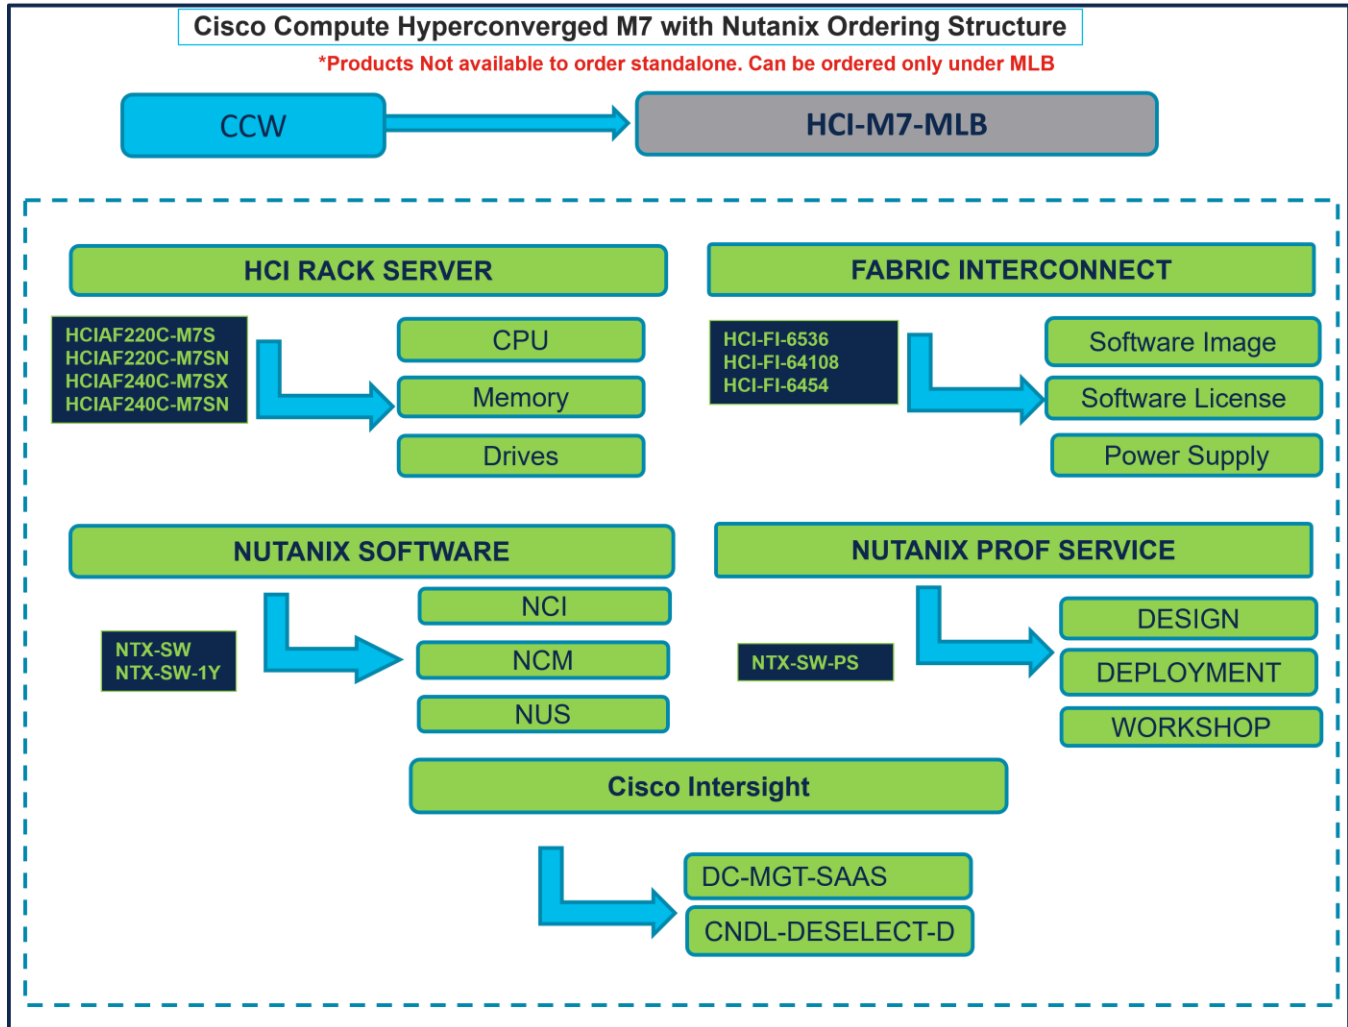 Cisco Compute Hyperconverged M7 with Nutanix Ordering Structure
*Products Not available to order standalone. Can be ordered only under MLB
CCW
HCI-M7-MLB
HCI RACK SERVER
HCIAF220C-M7S
HCIAF220C-M7SN
HCIAF240C-M7SX
HCIAF240C-M7SN
CPU
Memory
Drives
FABRIC INTERCONNECT
HCI-FI-6536
HCI-FI-64108
HCI-FI-6454
Software Image
Software License
Power Supply
NUTANIX SOFTWARE
NTX-SW
NTX-SW-1Y
NCI
NCM
NUS
NUTANIX PROF SERVICE
NTX-SW-PS
DESIGN
DEPLOYMENT
WORKSHOP
Cisco Intersight
DC-MGT-SAAS
CNDL-DESELECT-D